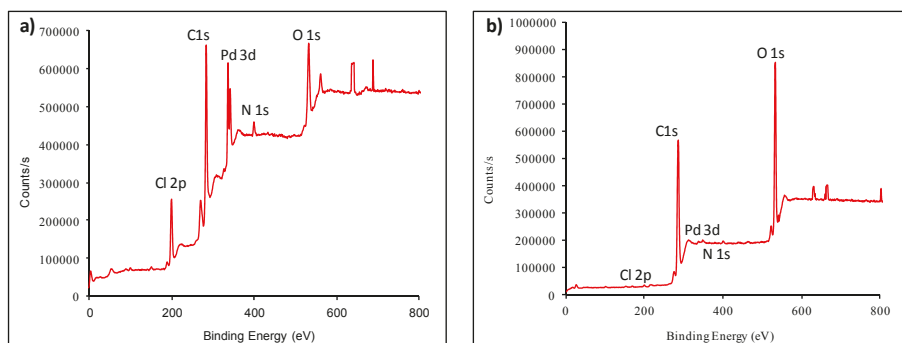 a)
700000
600000
500000
400000
300000
200000
100000
0
Counts/s
C1s
Pd 3d
O 1s
N 1s
Cl 2p
0 200 400 600 800
Binding Energy (eV)
b)
1000000
900000
800000
700000
600000
500000
400000
300000
200000
100000
0
Counts/s
O 1s
C1s
Pd 3d
N 1s
Cl 2p
0 200 400 600 800
Binding Energy (eV)